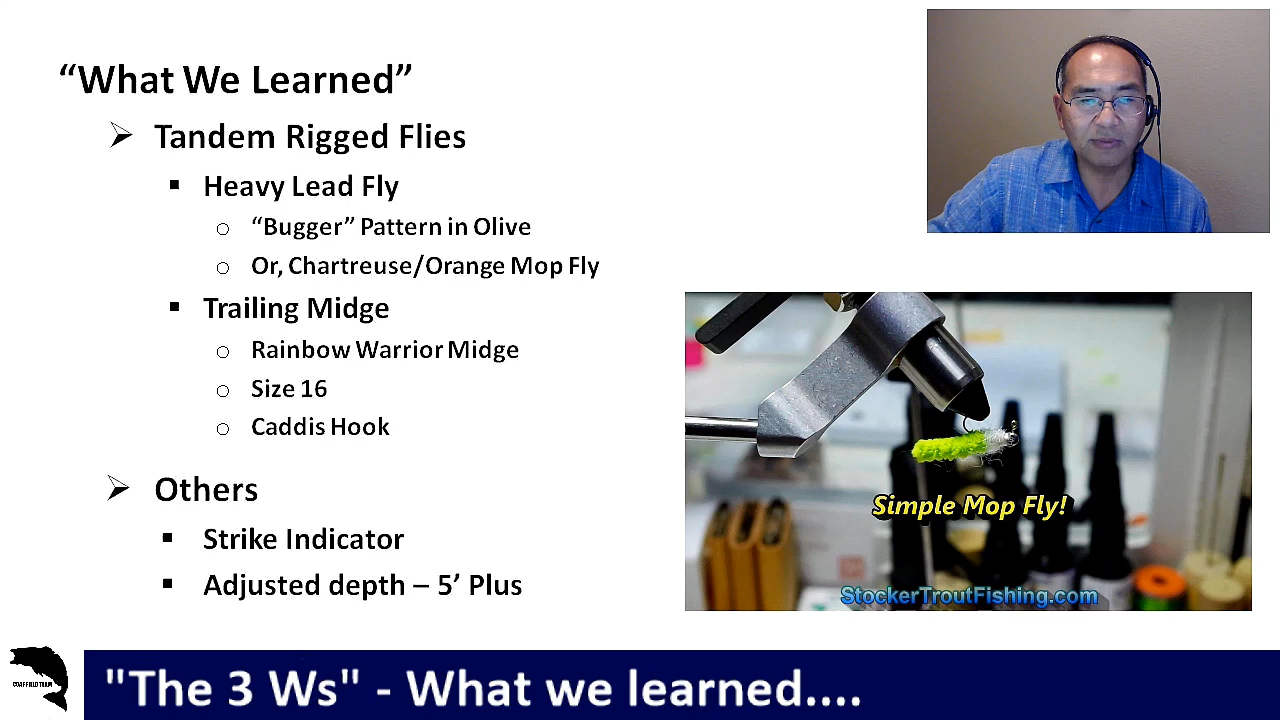 “What We Learned”
Tandem Rigged Flies
Heavy Lead Fly
“Bugger” Pattern in Olive
Or, Chartreuse/Orange Mop Fly
Trailing Midge
Rainbow Warrior Midge
Size 16
Caddis Hook
Others
Strike Indicator
Adjusted depth – 5’ Plus
Simple Mop Fly!
StockerTroutFishing.com
"The 3 Ws" - What we learned....